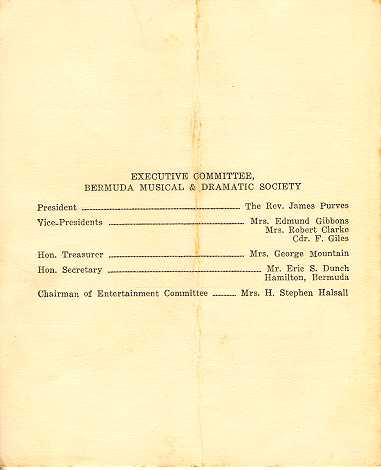 EXECUTIVE COMMITTEE,
BERMUDA MUSICAL & DRAMATIC SOCIETY
President ---------- The Rev. James Purves
Vice-Presidents ---------- Mrs. Edmund Gibbons
Mrs. Robert Clarke
Cdr. F. Giles
Hon. Treasurer ---------- Mrs. George Mountain
Hon. Secretary ---------- Mr. Eric S. Dunch
Hamilton, Bermuda
Chairman of Entertainment Committee ---------- Mrs. H. Stephen Halsall